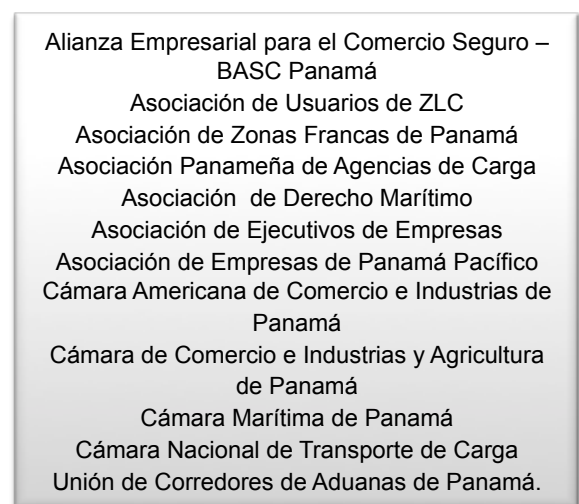 Alianza Empresarial para el Comercio Seguro –
BASC Panamá
Asociación de Usuarios de ZLC
Asociación de Zonas Francas de Panamá
Asociación Panameña de Agencias de Carga
Asociación de Derecho Marítimo
Asociación de Ejecutivos de Empresas
Asociación de Empresas de Panamá Pacífico
Cámara Americana de Comercio e Industrias de
Panamá
Cámara de Comercio e Industrias y Agricultura
de Panamá
Cámara Marítima de Panamá
Cámara Nacional de Transporte de Carga
Unión de Corredores de Aduanas de Panamá.